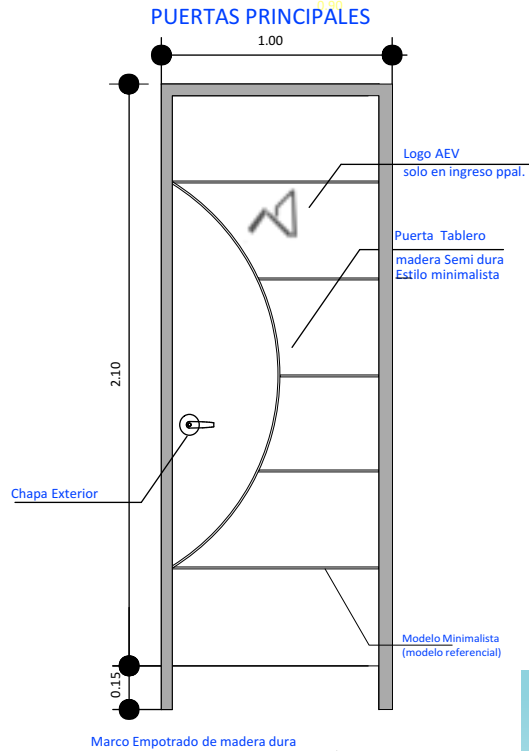 PUERTAS PRINCIPALES
1.00
Logo AEV
solo en ingreso ppal.
Puerta Tablero
madera Semi dura
Estilo minimalista
2.10
Chapa Exterior
Modelo Minimalista
(modelo referencial)
0.15
Marco Empotrado de madera dura